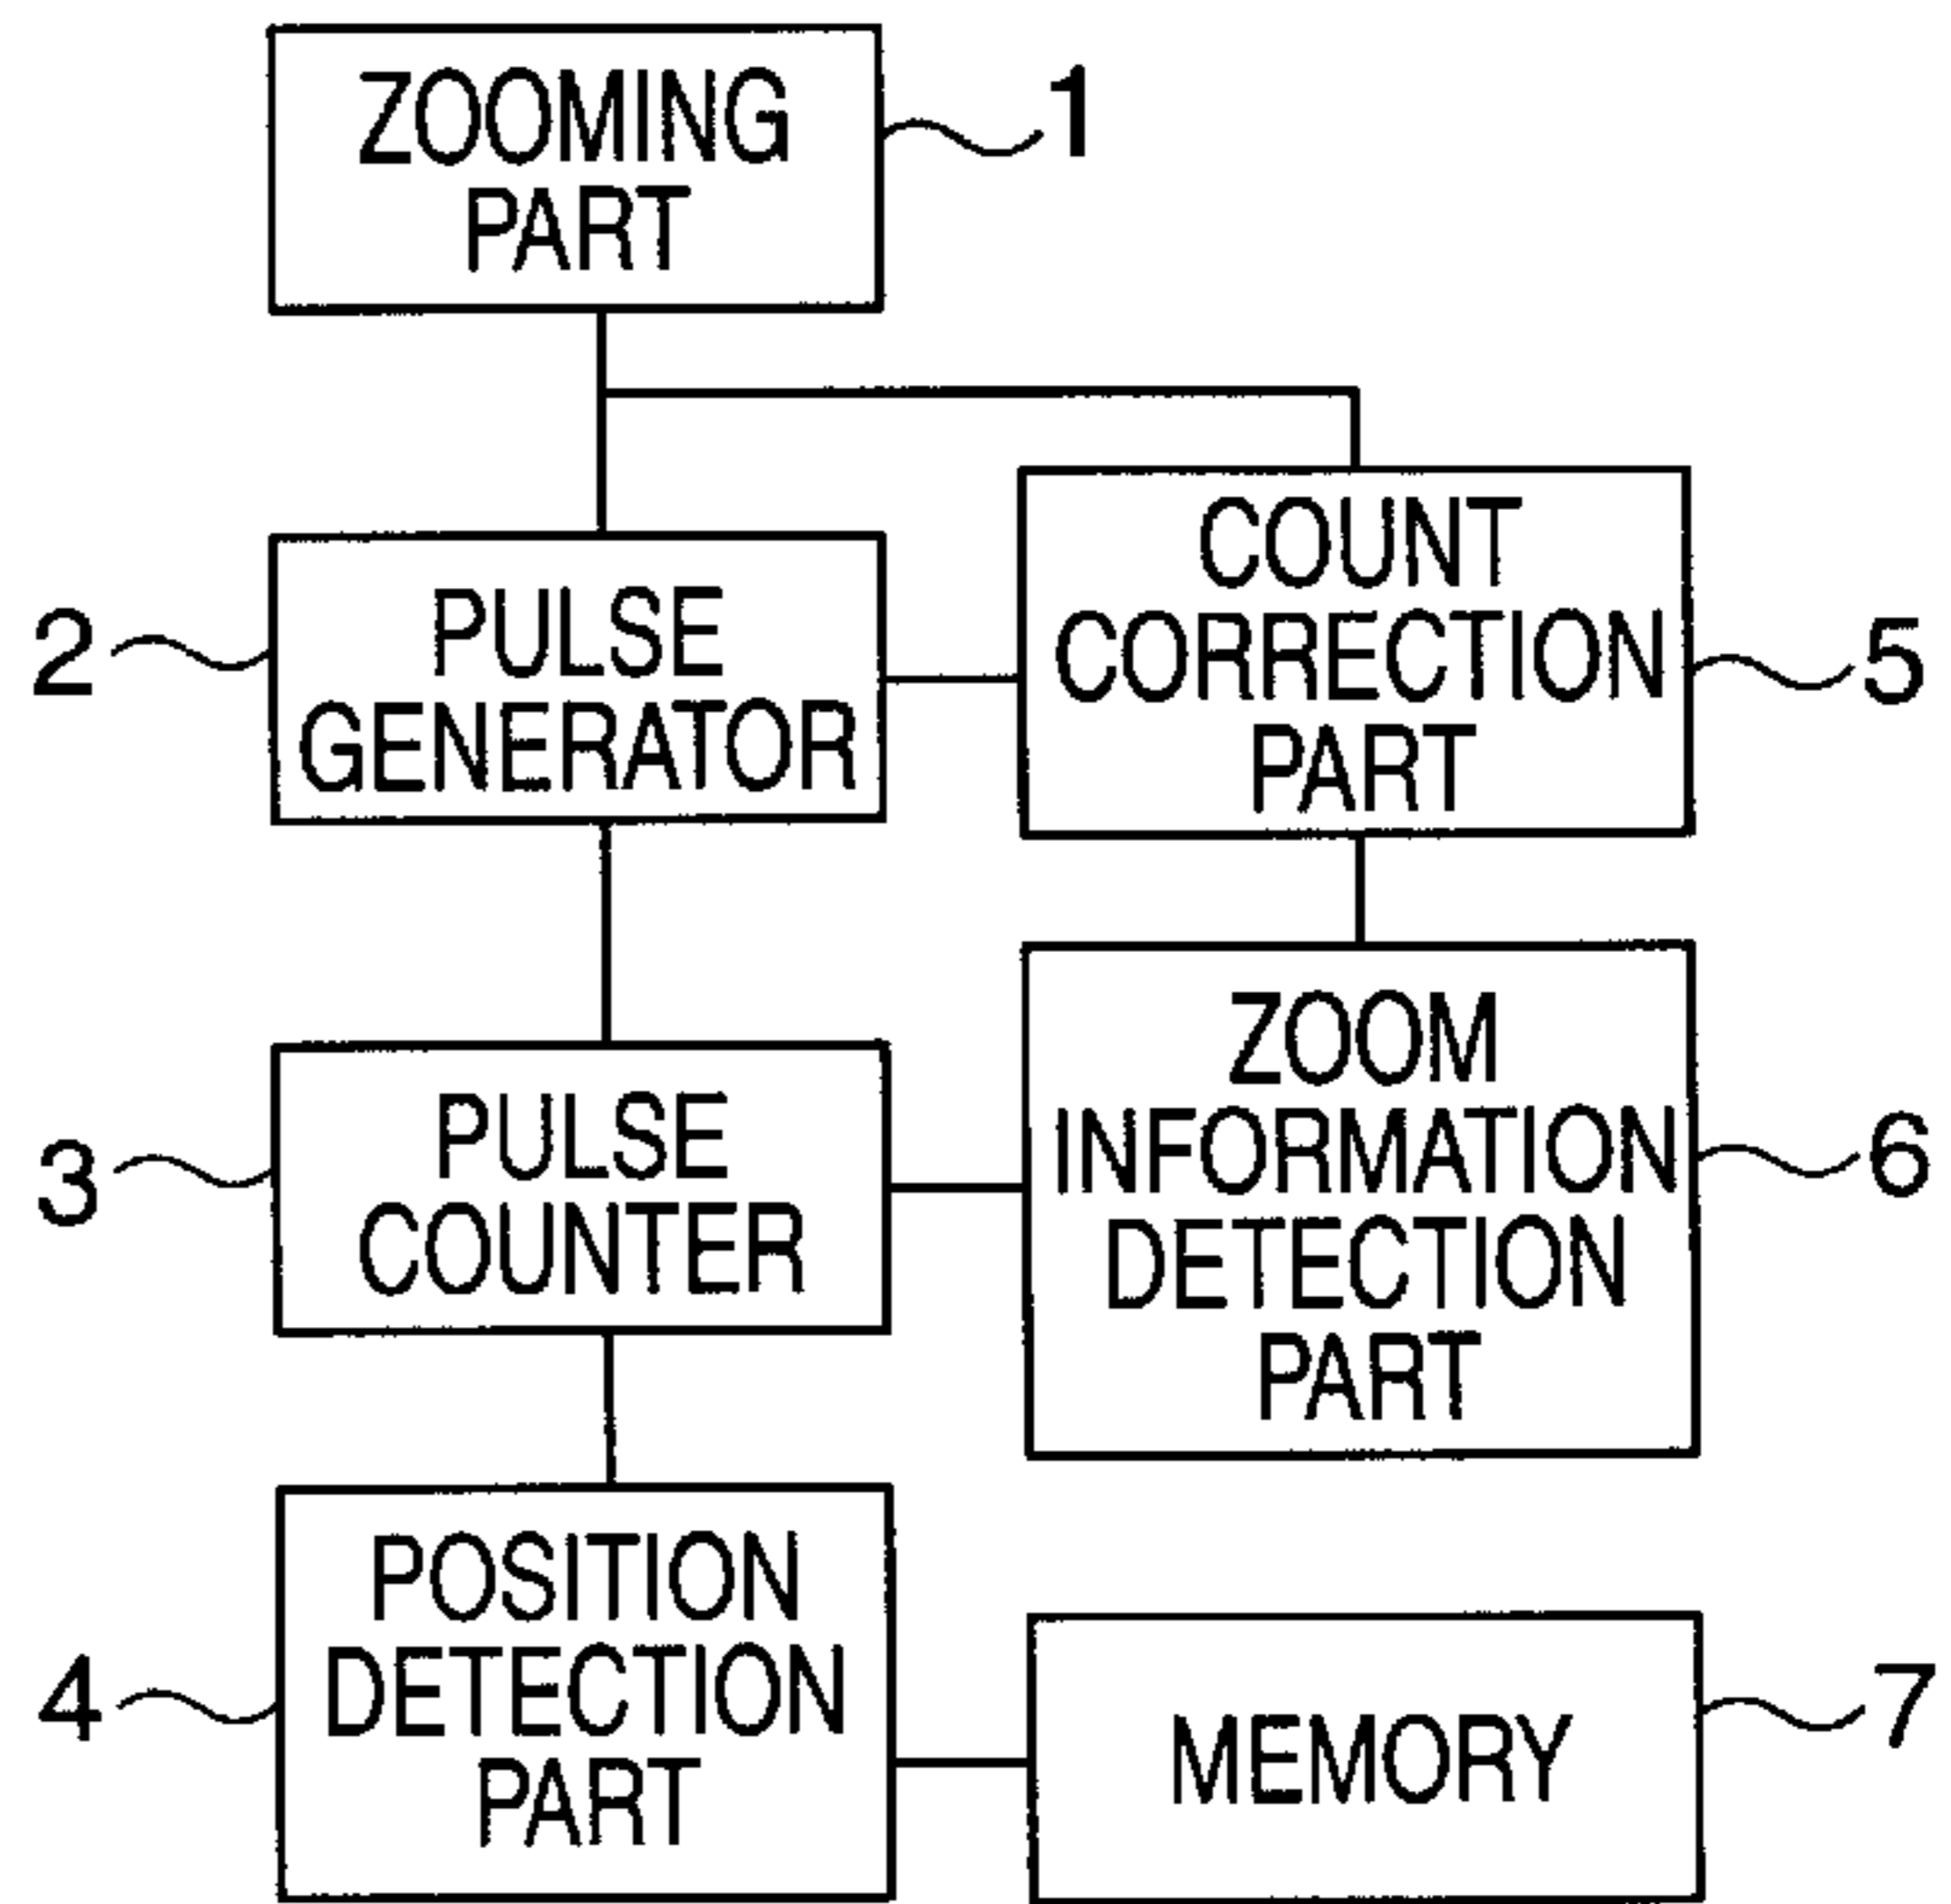 ZOOMING
PART
1
2
PULSE
GENERATOR
COUNT
CORRECTION
PART
5
3
PULSE
COUNTER
ZOOM
INFORMATION
DETECTION
PART
6
4
POSITION
DETECTION
PART
MEMORY
7